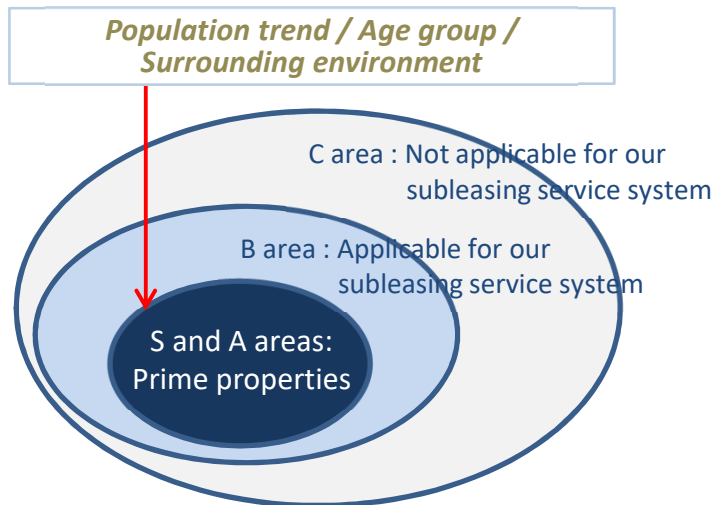 Population trend / Age group /
Surrounding environment
C area : Not applicable for our
subleasing service system
B area : Applicable for our
subleasing service system
S and A areas:
Prime properties